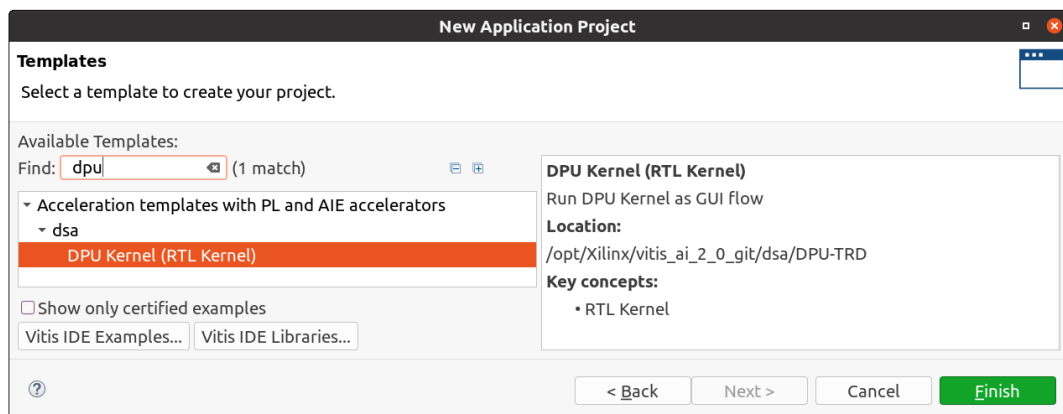 New Application Project
Templates
Select a template to create your project.
Available Templates:
Find: dpu (1 match)
Acceleration templates with PL and AIE accelerators
dsa
DPU Kernel (RTL Kernel)
Show only certified examples
Vitis IDE Examples... Vitis IDE Libraries...
DPU Kernel (RTL Kernel)
Run DPU Kernel as GUI flow
Location:
/opt/Xilinx/vitis_ai_2_0_git/dsa/DPU-TRD
Key concepts:
• RTL Kernel
? < Back Next > Cancel Finish